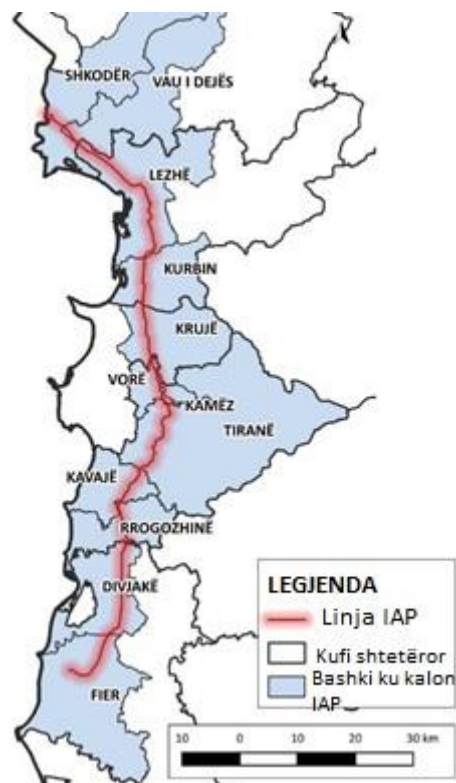 SHKODËR
VAU I DEJËS
LEZHË
KURBIN
KRUJË
VORË
KAMËZ
TIRANË
KAVAJË
RROGOZHINË
DIVJAKË
FIER
LEGJENDA
Linja IAP
Kufi shtetëror
Bashki ku kalon
IAP
10 0 10 20 30 km